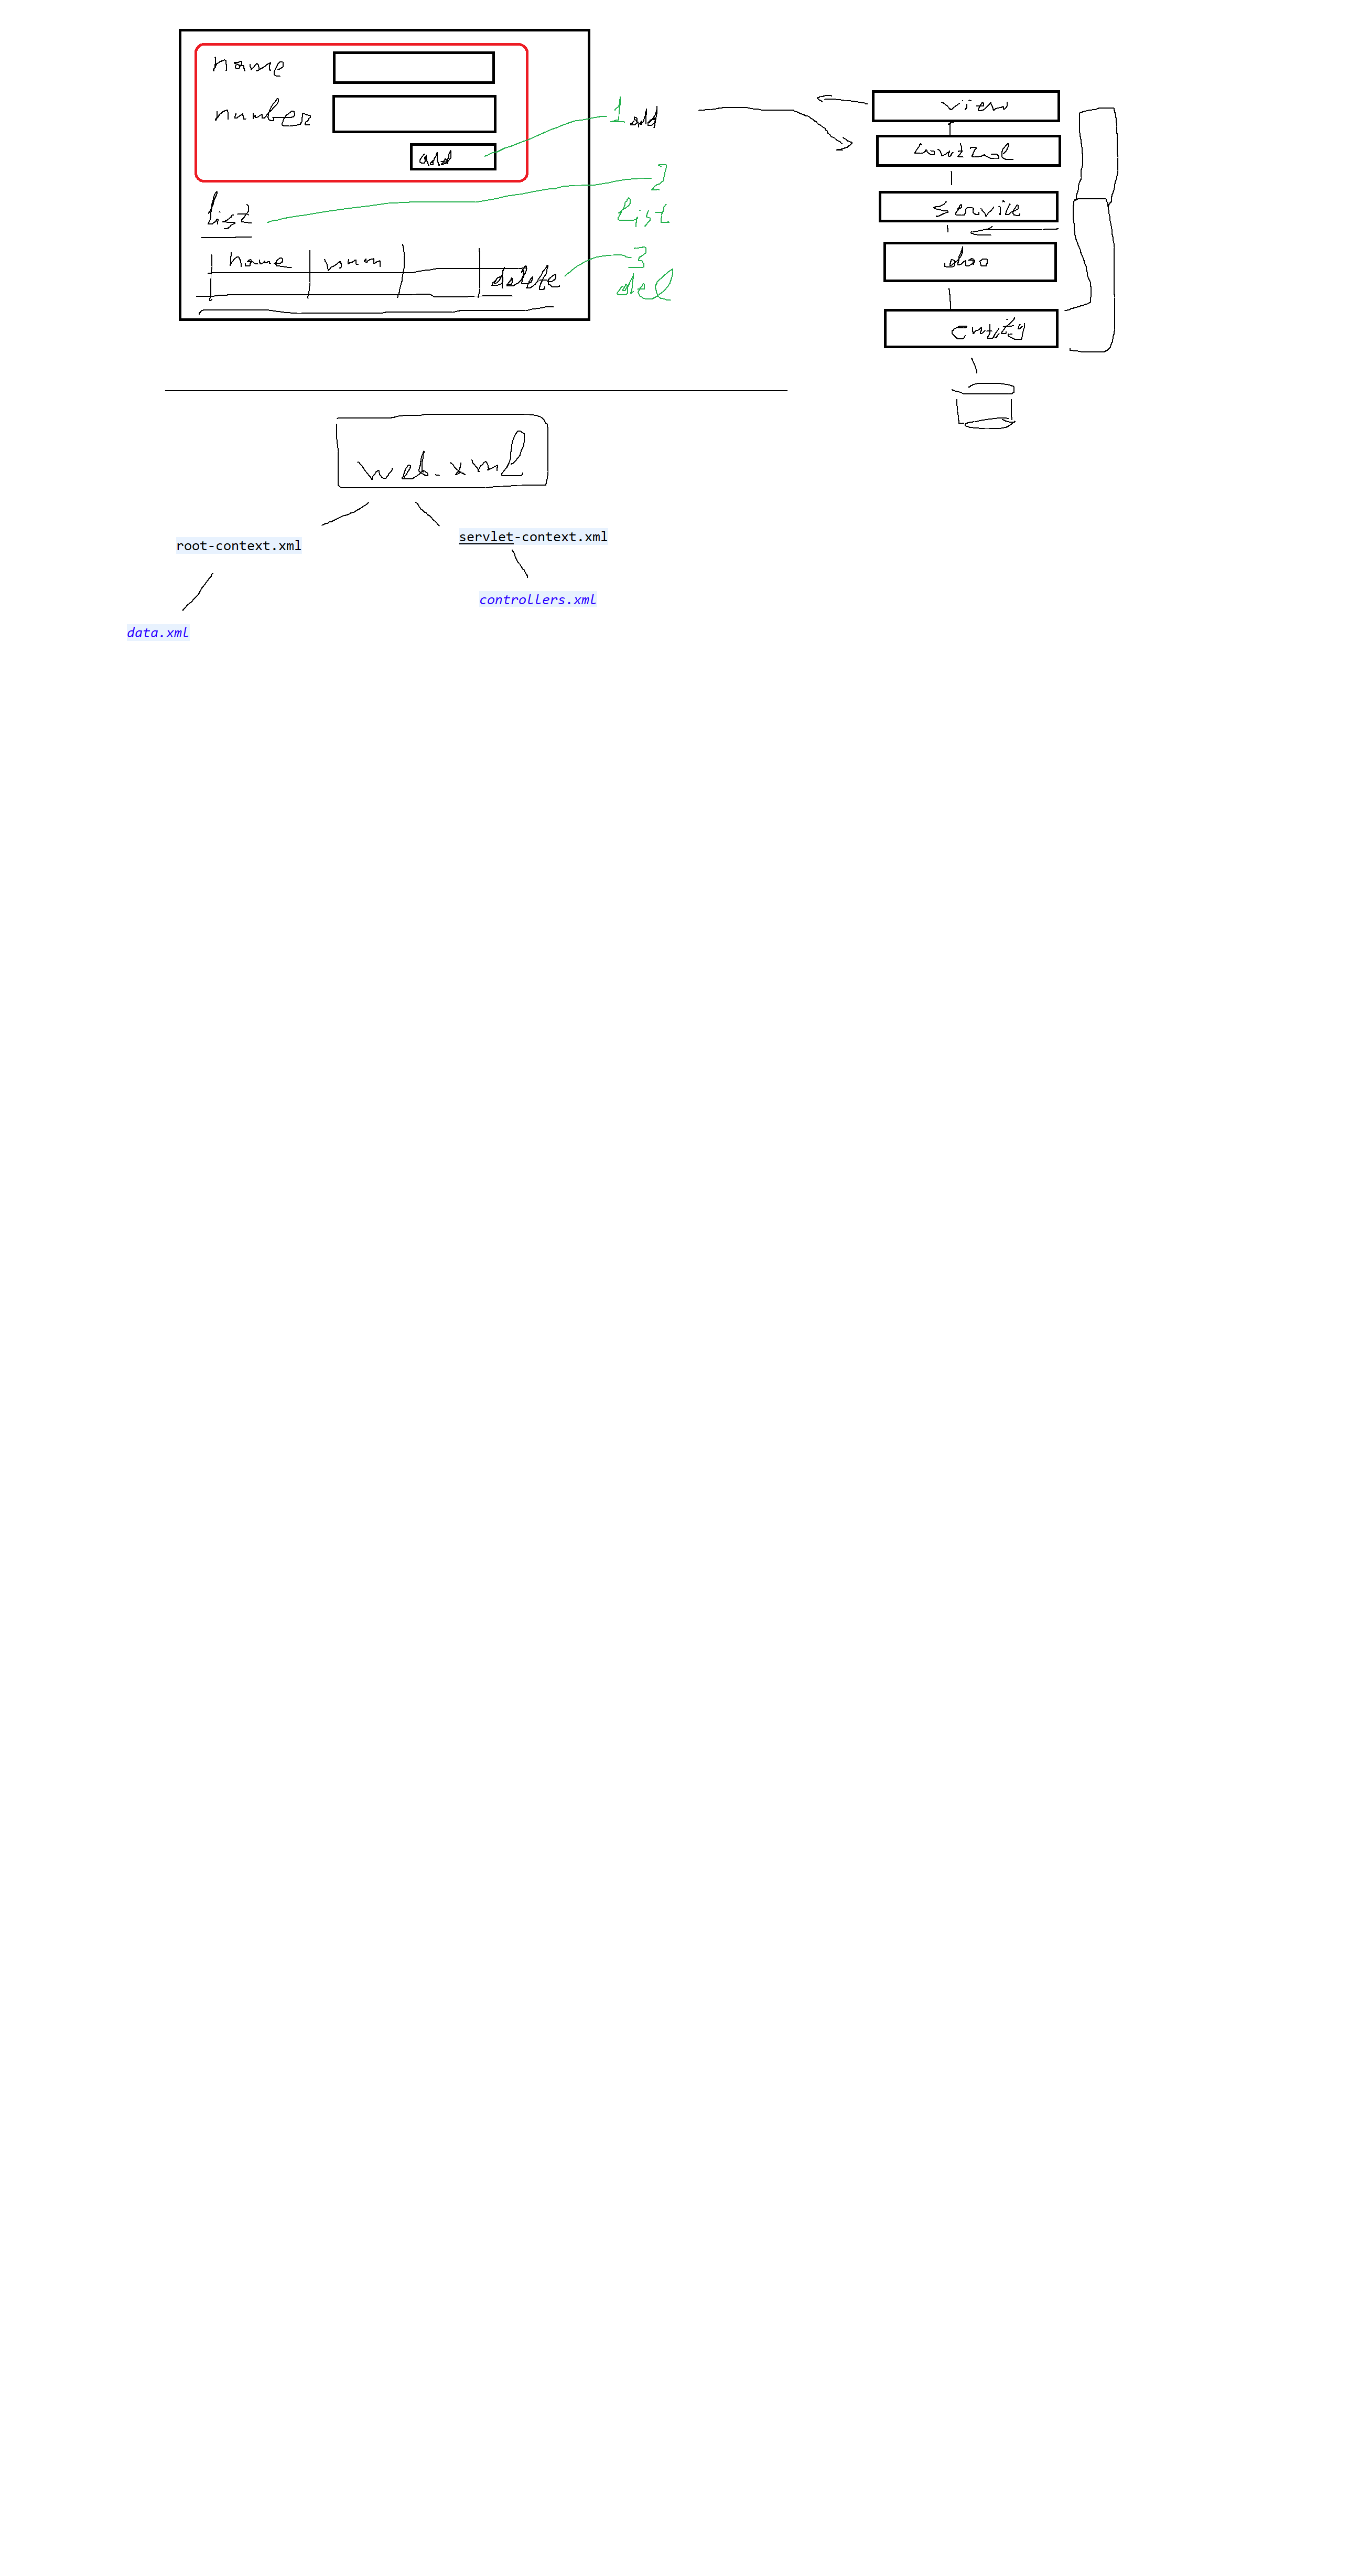 name
number
add
list
name num delete
1 add
2
list
3
del
view
control
service
dao
entity
web.xml
root-context.xml
servlet-context.xml
controllers.xml
data.xml